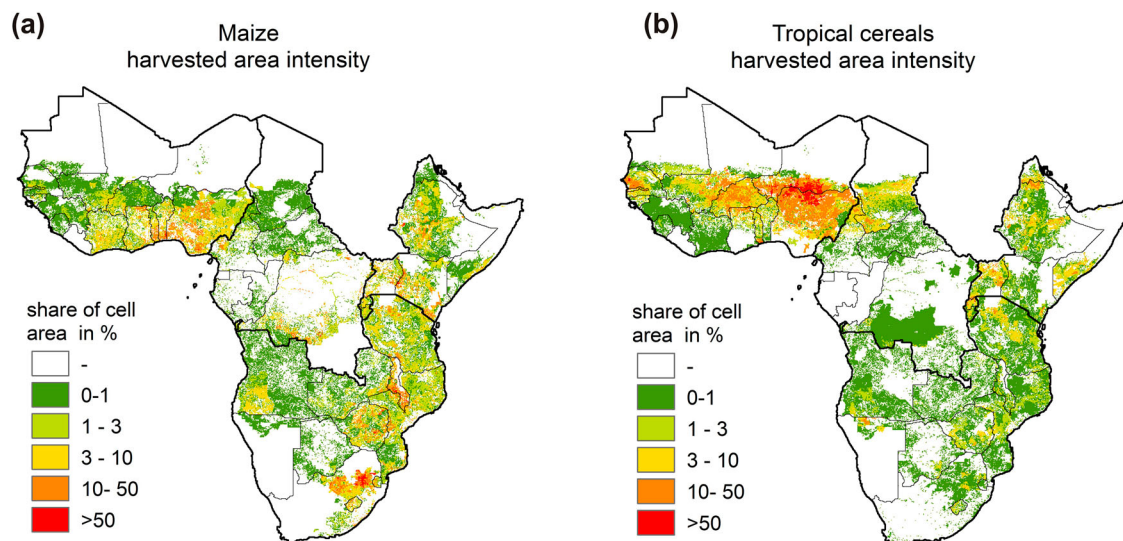 (a)
Maize
harvested area intensity
share of cell
area in %
-
0-1
1 - 3
3 - 10
10- 50
>50
(b)
Tropical cereals
harvested area intensity
share of cell
area in %
-
0-1
1 - 3
3 - 10
10- 50
>50